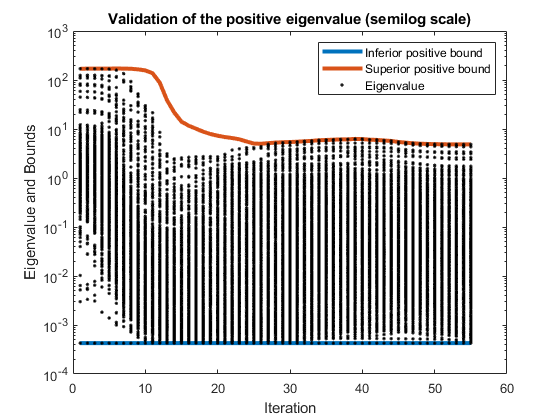 Validation of the positive eigenvalue (semilog scale)
Inferior positive bound
Superior positive bound
Eigenvalue
Eigenvalue and Bounds
10^3
10^2
10^1
10^0
10^-1
10^-2
10^-3
10^-4
0 10 20 30 40 50 60
Iteration